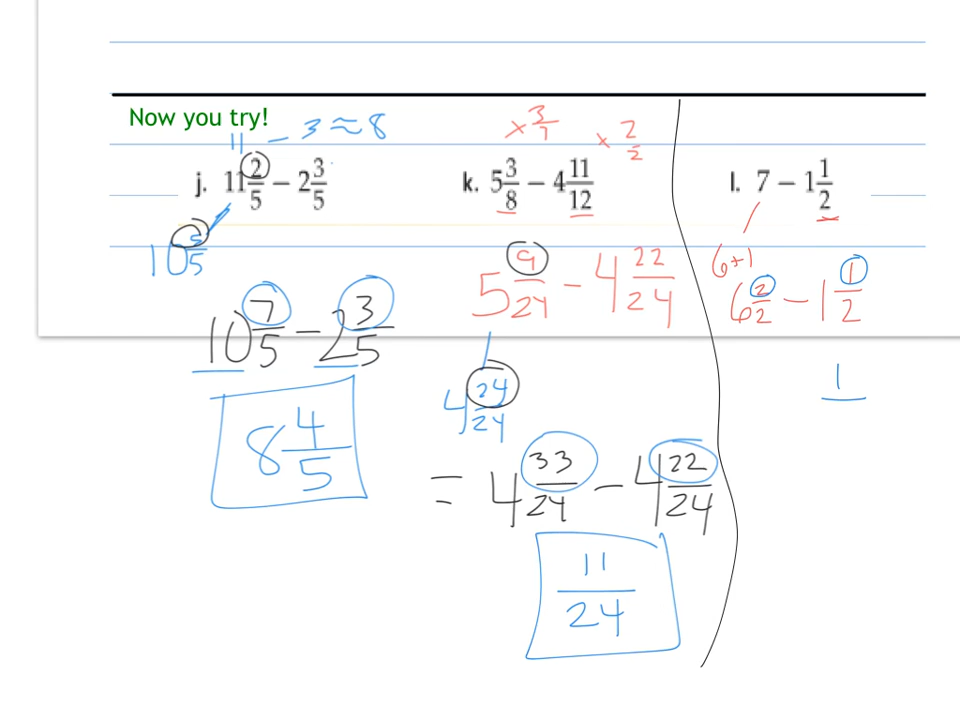 Now you try!
11 - 3 ≈ 8
× 3/
× 2/2
j. 11 2/5 - 2 3/5
k. 5 3/8 - 4 11/12
l. 7 - 1 1/2
10 5/5
5 9/24 - 4 22/24
6+1
6 2/2 - 1 1/2
10 7/5 - 2 3/5
4 24/24
1
8 4/5
= 4 33/24 - 4 22/24
11/24